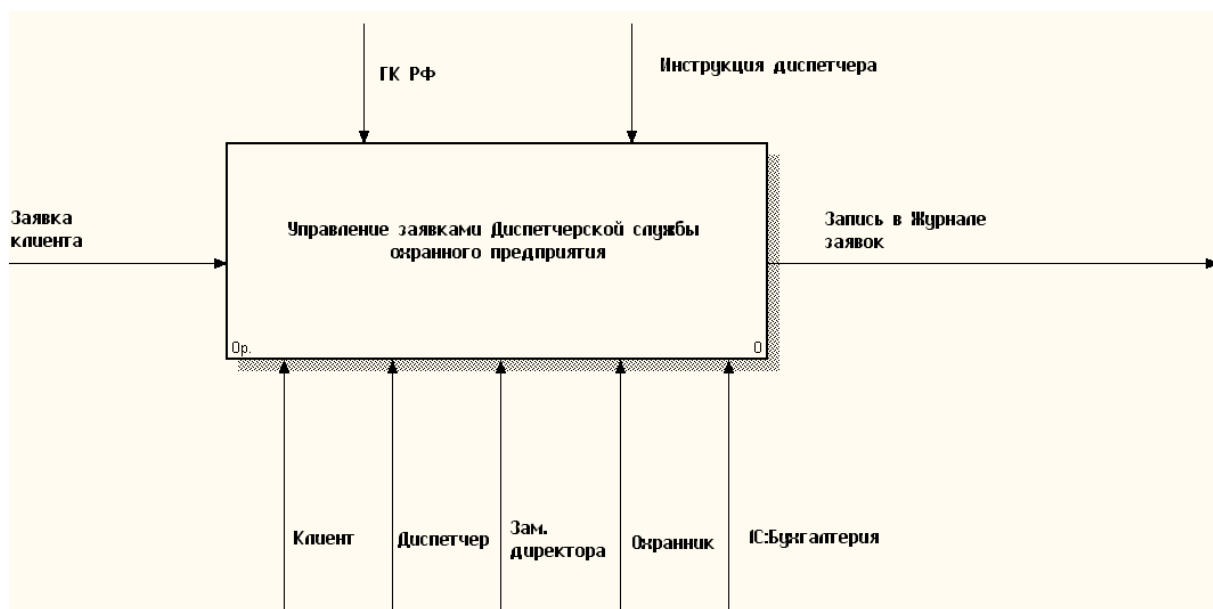 ГК РФ
Инструкция диспетчера
Заявка
клиента
Управление заявками Диспетчерской службы
охранного предприятия
Запись в Журнале
заявок
0р.
0
Клиент
Диспетчер
Зам.
директора
Охранник
1С:Бухгалтерия